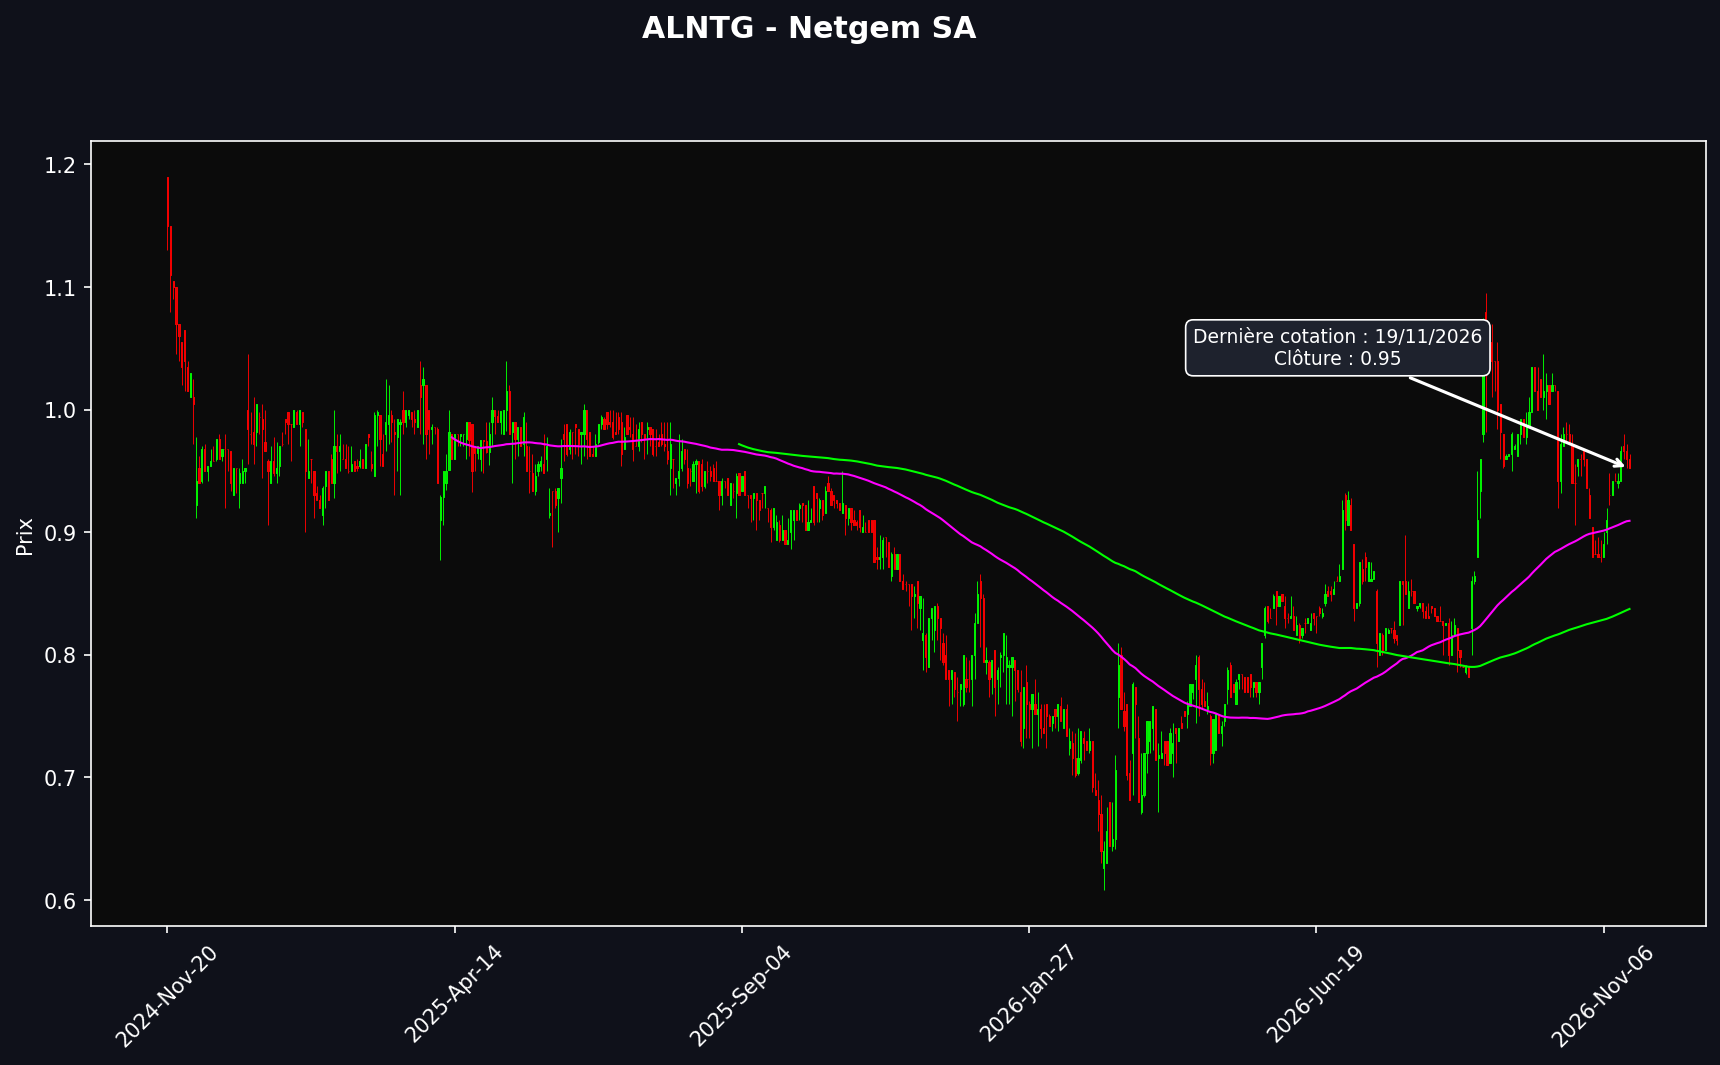 ALNTG - Netgem SA
1.2
1.1
1.0
0.9
0.8
0.7
0.6
Prix
Dernière cotation : 19/11/2026
Clôture : 0.95
2024-Nov-20
2025-Apr-14
2025-Sep-04
2026-Jan-27
2026-Jun-19
2026-Nov-06